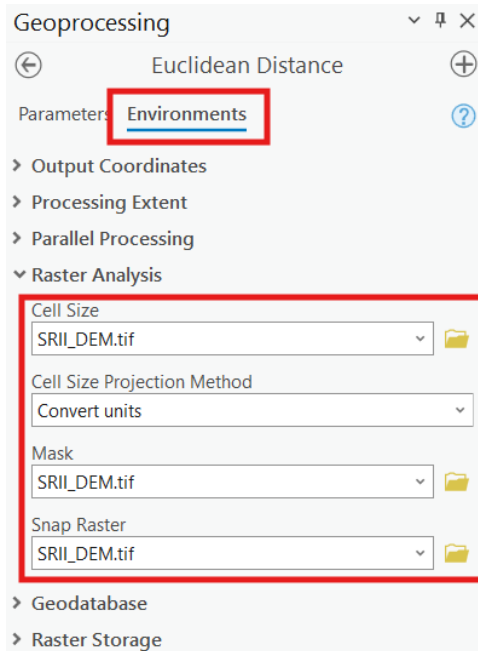 Geoprocessing
Euclidean Distance
Parameters Environments
Output Coordinates
Processing Extent
Parallel Processing
Raster Analysis
Cell Size
SRII_DEM.tif
Cell Size Projection Method
Convert units
Mask
SRII_DEM.tif
Snap Raster
SRII_DEM.tif
Geodatabase
Raster Storage